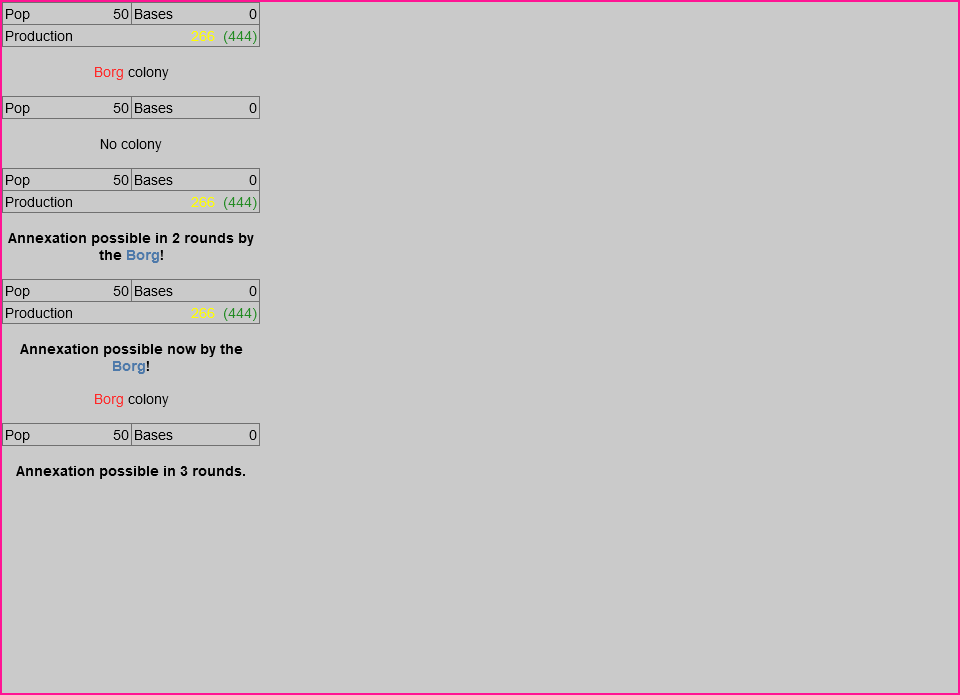 Pop 50 Bases 0
Production 266 (444)
Borg colony
Pop 50 Bases 0
No colony
Pop 50 Bases 0
Production 266 (444)
Annexation possible in 2 rounds by
the Borg!
Pop 50 Bases 0
Production 266 (444)
Annexation possible now by the
Borg!
Borg colony
Pop 50 Bases 0
Annexation possible in 3 rounds.